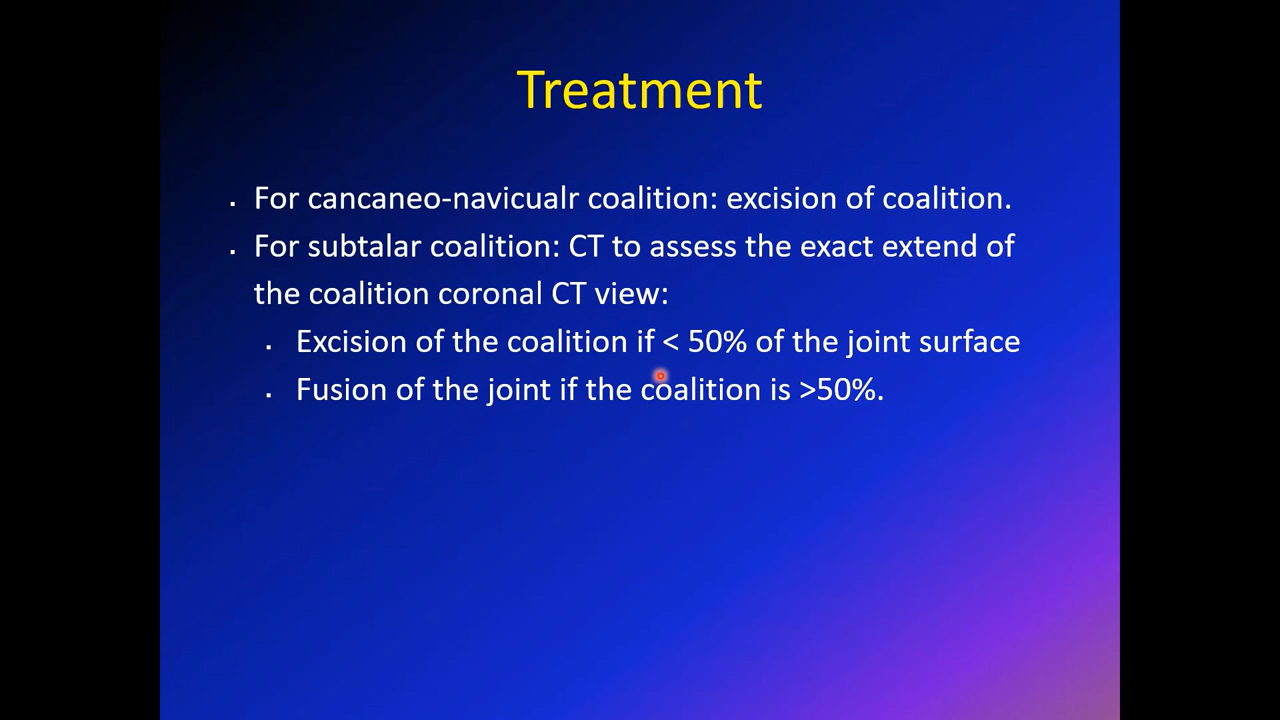 Treatment
. For cancaneo-navicualr coalition: excision of coalition.
. For subtalar coalition: CT to assess the exact extend of
the coalition coronal CT view:
. Excision of the coalition if < 50% of the joint surface
. Fusion of the joint if the coalition is >50%.